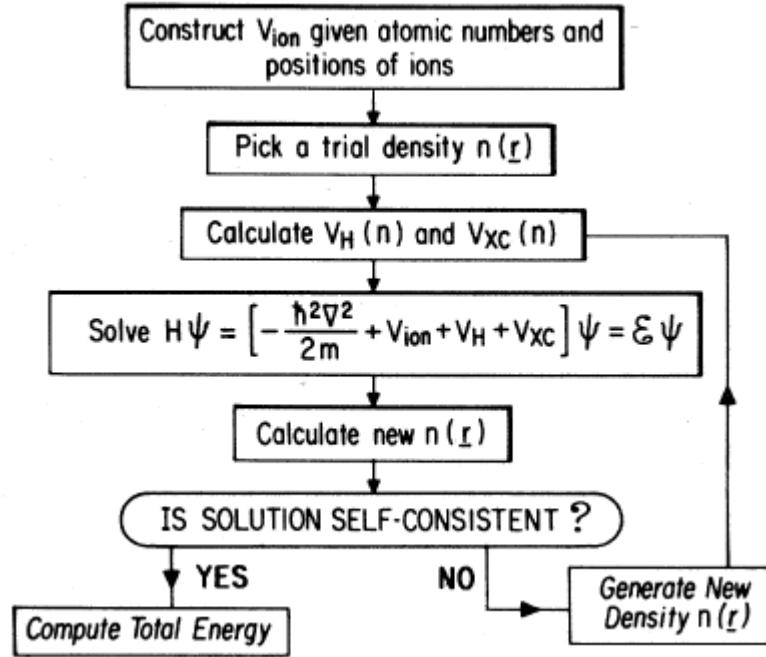 Construct V_ion given atomic numbers and
positions of ions
Pick a trial density n(r)
Calculate V_H(n) and V_XC(n)
Solve Hψ = [-ħ²∇²/2m + V_ion + V_H + V_XC] ψ = ℰψ
Calculate new n(r)
IS SOLUTION SELF-CONSISTENT ?
YES
NO
Compute Total Energy
Generate New
Density n(r)